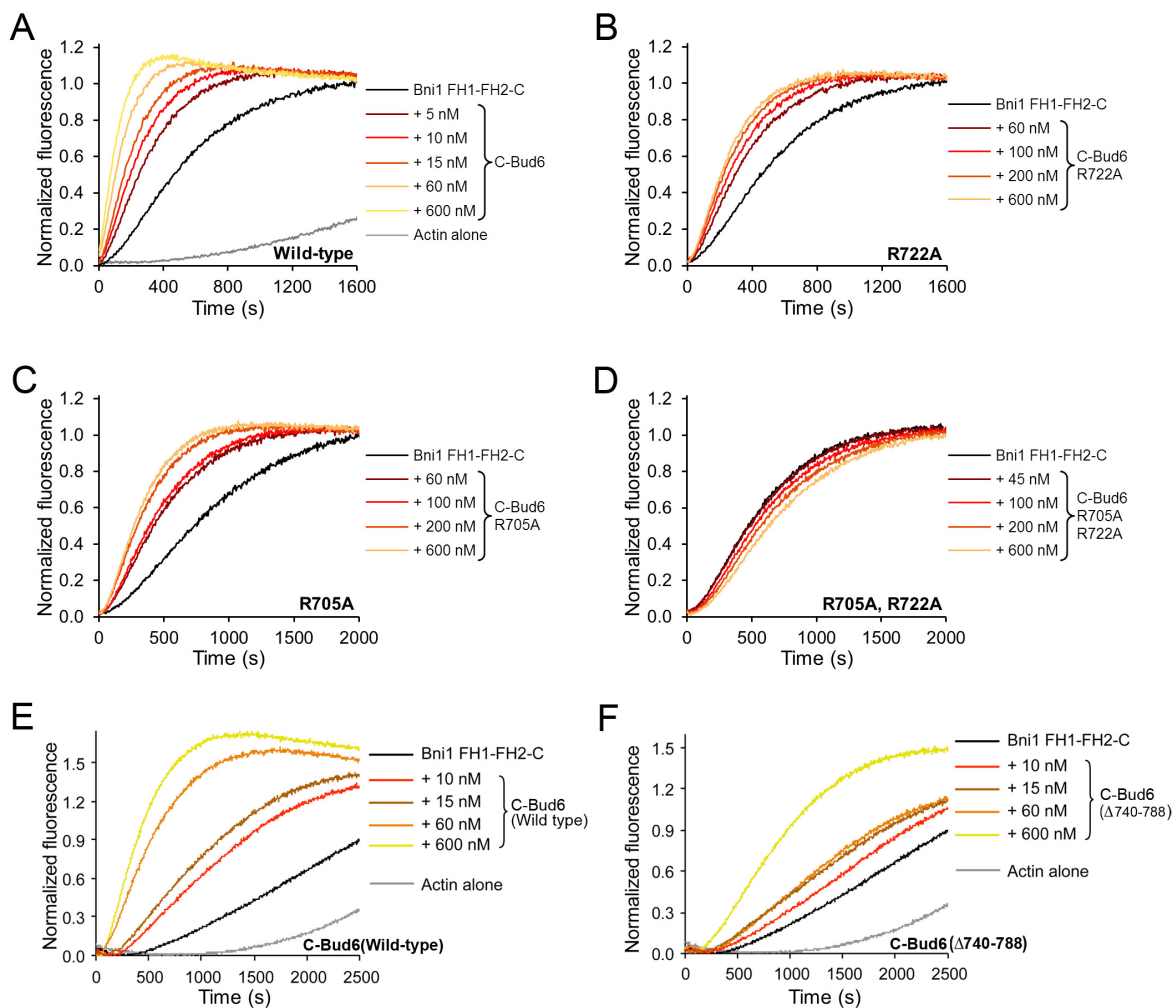 A
Normalized fluorescence
1.2
1.0
0.8
0.6
0.4
0.2
0.0
0 400 800 1200 1600
Time (s)
Wild-type
Bni1 FH1-FH2-C
+ 5 nM
+ 10 nM
+ 15 nM
+ 60 nM
+ 600 nM
C-Bud6
Actin alone
B
Normalized fluorescence
1.2
1.0
0.8
0.6
0.4
0.2
0.0
0 400 800 1200 1600
Time (s)
R722A
Bni1 FH1-FH2-C
+ 60 nM
+ 100 nM
+ 200 nM
+ 600 nM
C-Bud6
R722A
C
Normalized fluorescence
1.2
1.0
0.8
0.6
0.4
0.2
0.0
0 500 1000 1500 2000
Time (s)
R705A
Bni1 FH1-FH2-C
+ 60 nM
+ 100 nM
+ 200 nM
+ 600 nM
C-Bud6
R705A
D
Normalized fluorescence
1.2
1.0
0.8
0.6
0.4
0.2
0.0
0 500 1000 1500 2000
Time (s)
R705A, R722A
Bni1 FH1-FH2-C
+ 45 nM
+ 100 nM
+ 200 nM
+ 600 nM
C-Bud6
R705A
R722A
E
Normalized fluorescence
1.5
1.2
0.9
0.6
0.3
0.0
0 500 1000 1500 2000 2500
Time (s)
C-Bud6(Wild-type)
Bni1 FH1-FH2-C
+ 10 nM
+ 15 nM
+ 60 nM
+ 600 nM
C-Bud6
(Wild type)
Actin alone
F
Normalized fluorescence
1.5
1.2
0.9
0.6
0.3
0.0
0 500 1000 1500 2000 2500
Time (s)
C-Bud6(Δ740-788)
Bni1 FH1-FH2-C
+ 10 nM
+ 15 nM
+ 60 nM
+ 600 nM
C-Bud6
(Δ740-788)
Actin alone